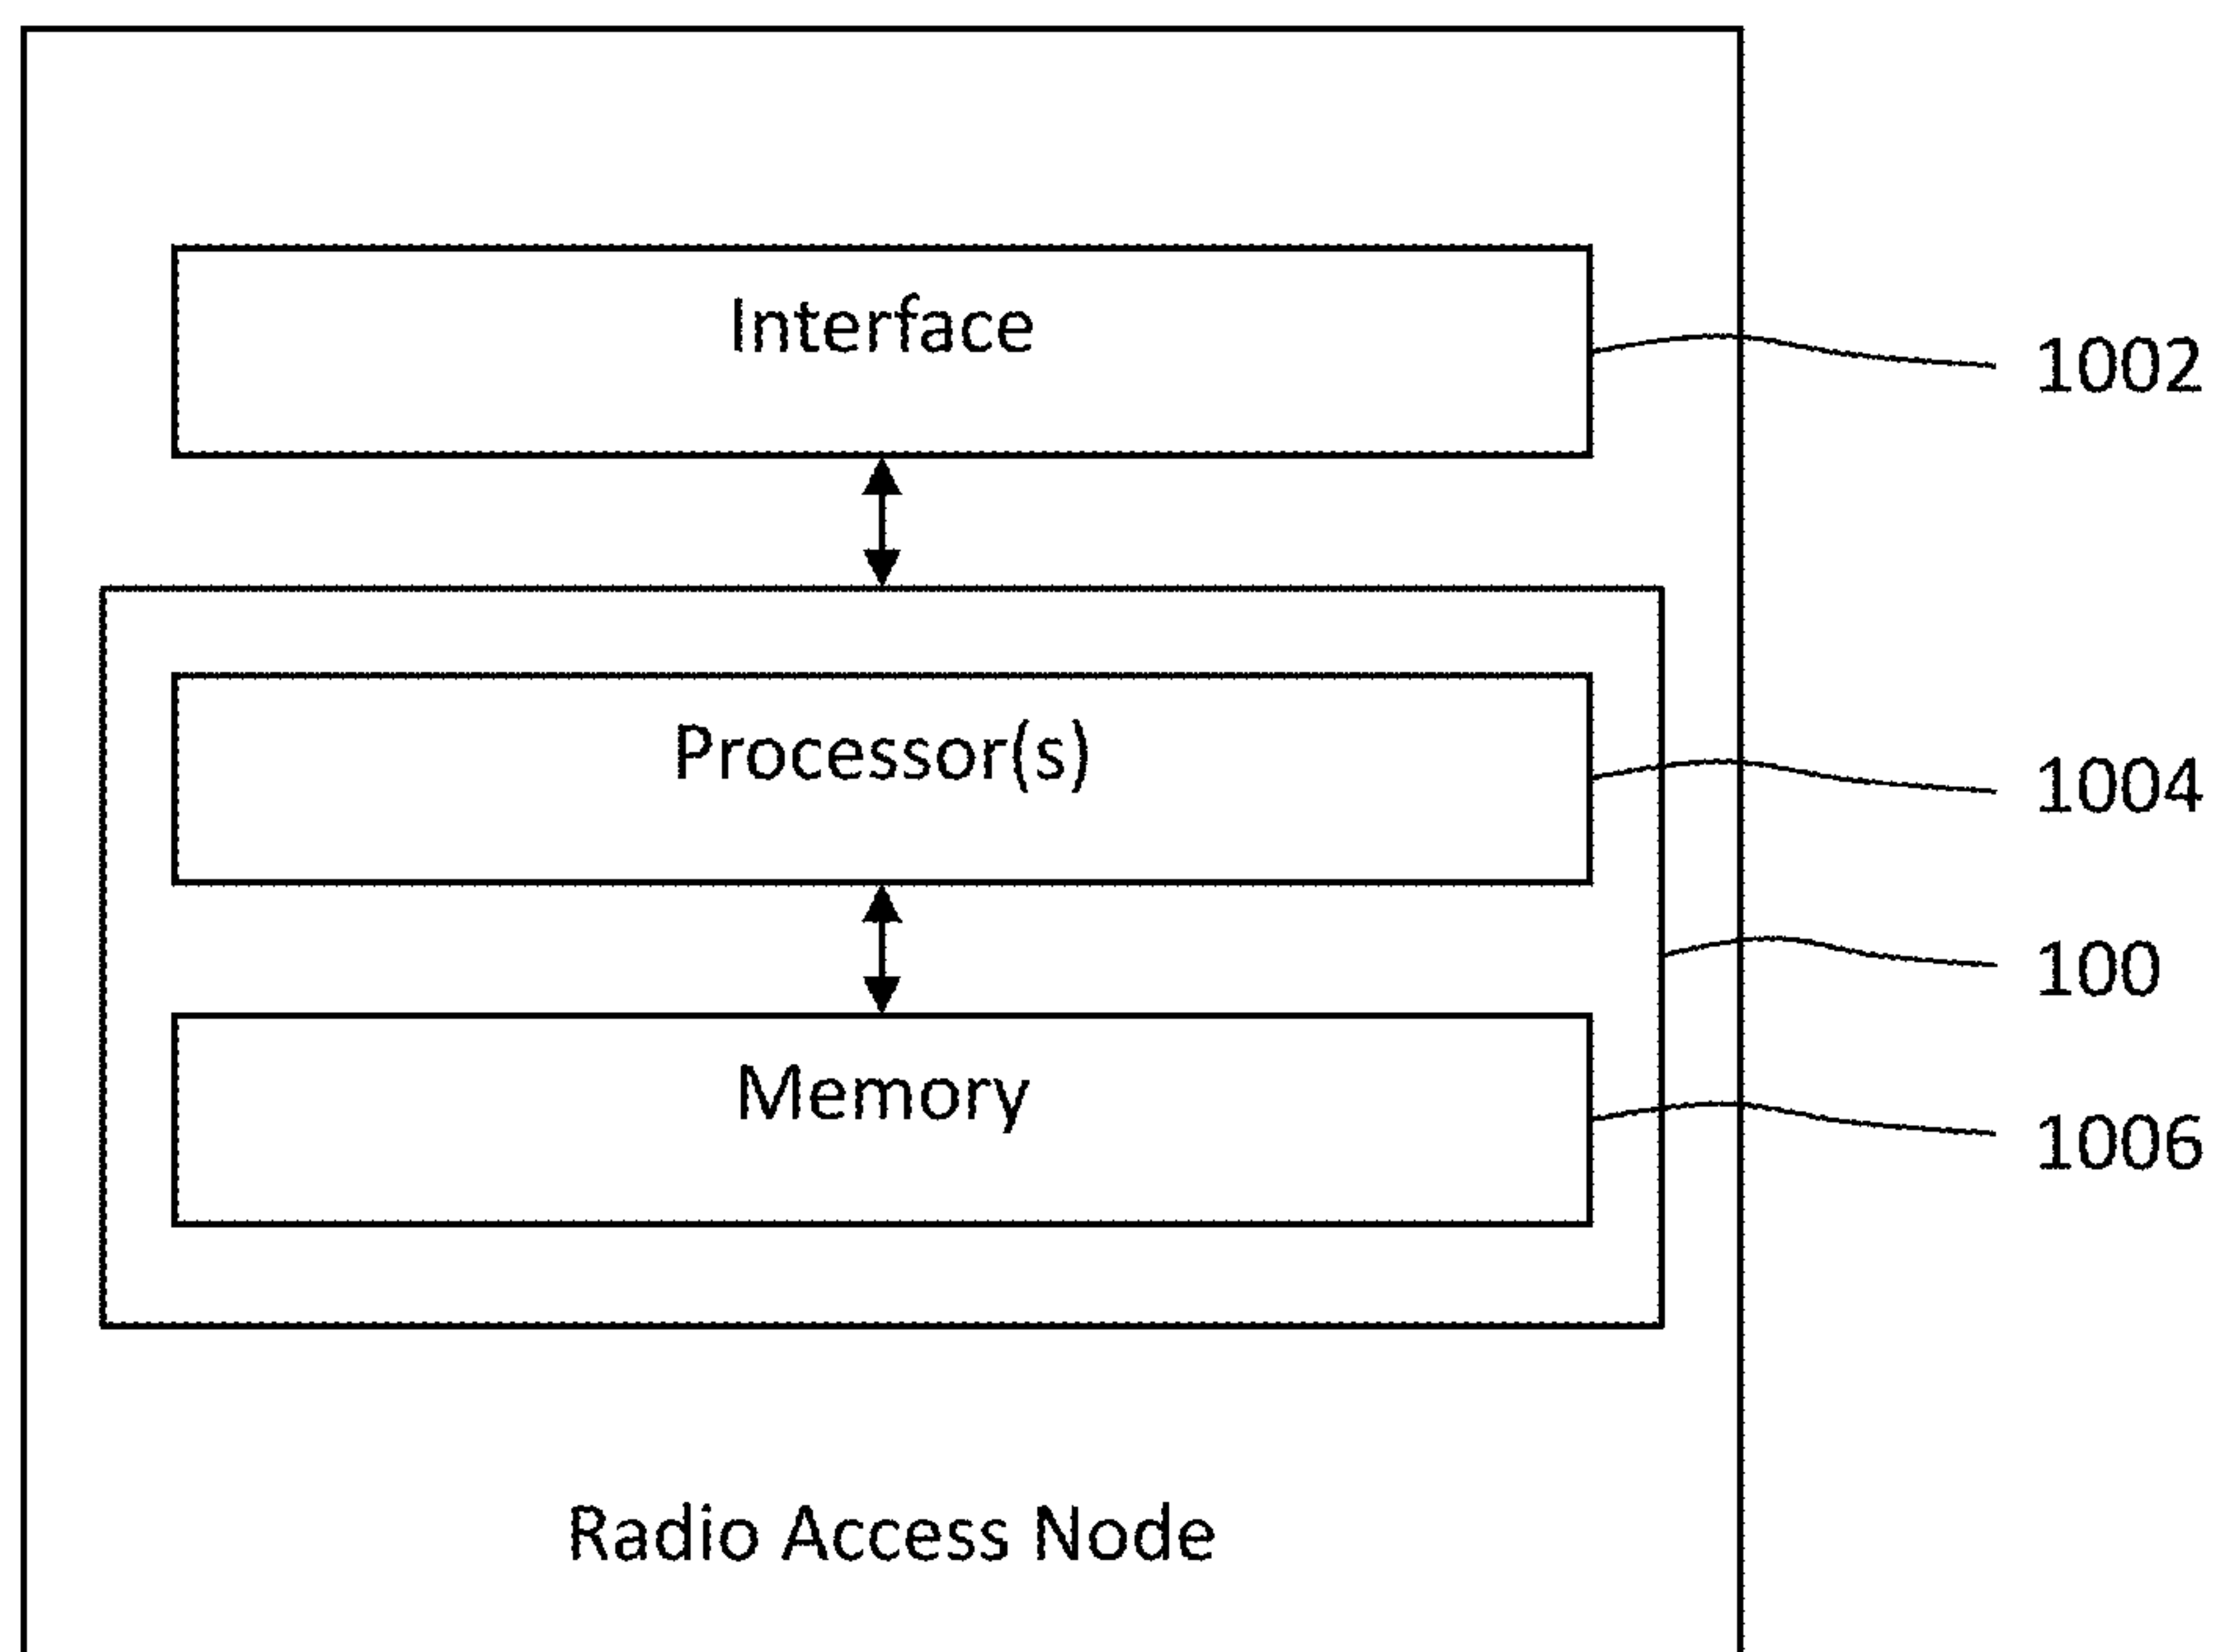 Interface
1002
Processor(s)
1004
100
Memory
1006
Radio Access Node